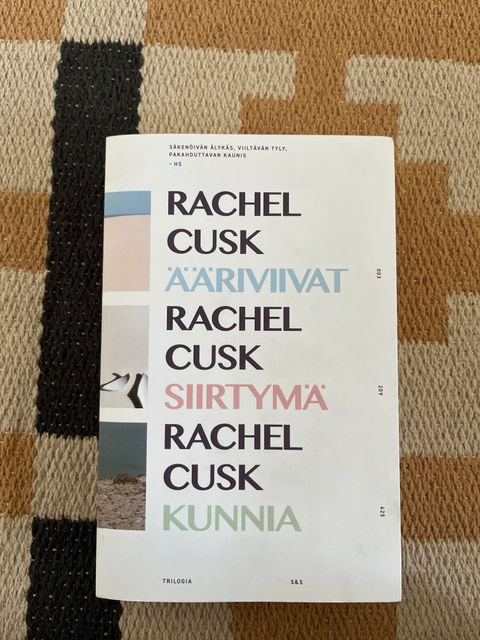 SÄKENÖIVÄN ÄLYKÄS, VIILTÄVÄN TYLY,
PAKAHDUTTAVAN KAUNIS
– HS
RACHEL
CUSK
ÄÄRIVIIVAT
003
RACHEL
CUSK
SIIRTYMÄ
209
RACHEL
CUSK
KUNNIA
425
TRILOGIA
S&S